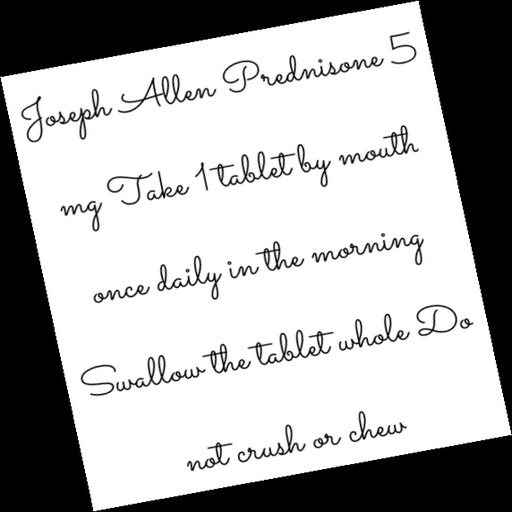 Joseph Allen Prednisone 5
mg Take 1 tablet by mouth
once daily in the morning
Swallow the tablet whole Do
not crush or chew